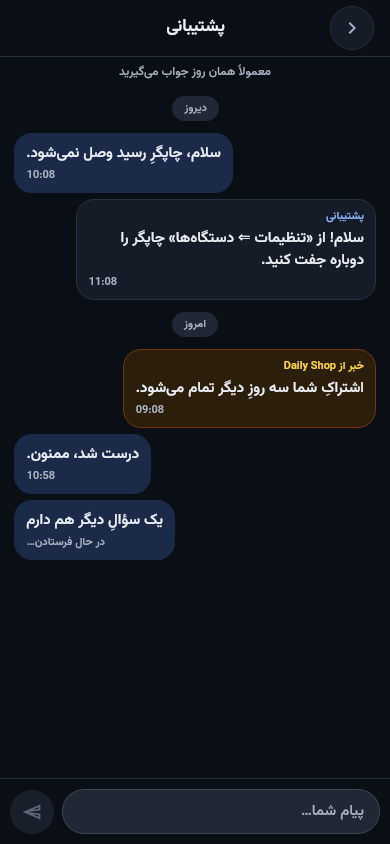 پشتیبانی
معمولاً همان روز جواب می‌گیرید
دیروز
سلام، چاپگرِ رسید وصل نمی‌شود.
10:08
پشتیبانی
سلام! از «تنظیمات ⇐ دستگاه‌ها» چاپگر را
دوباره جفت کنید.
11:08
امروز
خبر از Daily Shop
اشتراکِ شما سه روزِ دیگر تمام می‌شود.
09:08
درست شد، ممنون.
10:58
یک سؤالِ دیگر هم دارم
در حال فرستادن…
پیام شما…